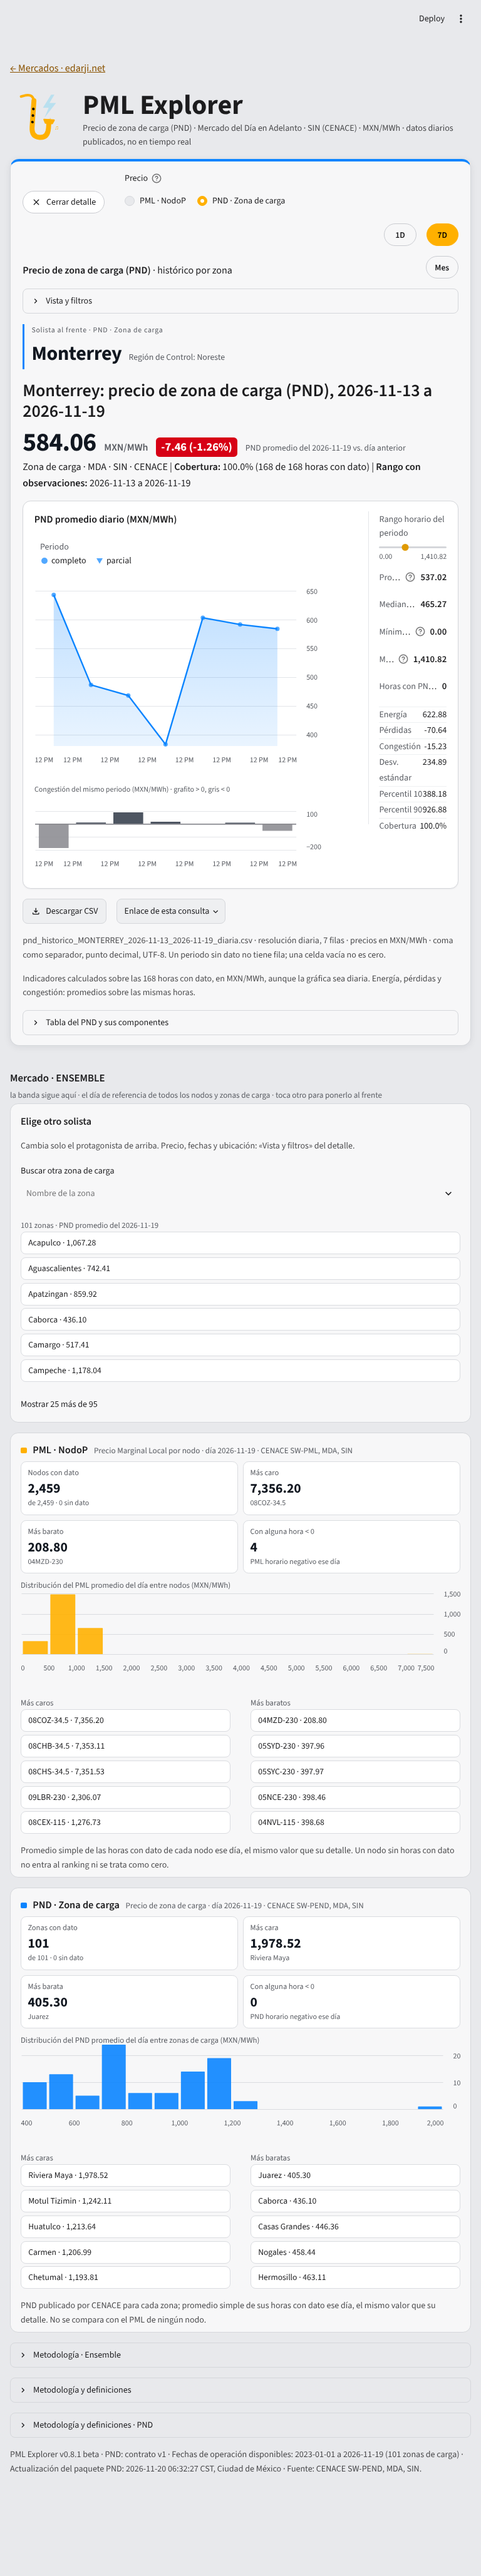 Deploy
← Mercados · edarji.net
PML Explorer
Precio de zona de carga (PND) · Mercado del Día en Adelanto · SIN (CENACE) · MXN/MWh · datos diarios
publicados, no en tiempo real
Precio
Cerrar detalle
PML · NodoP
PND · Zona de carga
1D
7D
Mes
Precio de zona de carga (PND) · histórico por zona
Vista y filtros
Solista al frente · PND · Zona de carga
Monterrey Región de Control: Noreste
Monterrey: precio de zona de carga (PND), 2026-11-13 a
2026-11-19
584.06 MXN/MWh -7.46 (-1.26%) PND promedio del 2026-11-19 vs. día anterior
Zona de carga · MDA · SIN · CENACE | Cobertura: 100.0% (168 de 168 horas con dato) | Rango con
observaciones: 2026-11-13 a 2026-11-19
PND promedio diario (MXN/MWh)
Periodo
completo parcial
650
600
550
500
450
400
12 PM 12 PM 12 PM 12 PM 12 PM 12 PM 12 PM 12 PM
Congestión del mismo periodo (MXN/MWh) · grafito > 0, gris < 0
100
−200
12 PM 12 PM 12 PM 12 PM 12 PM 12 PM 12 PM 12 PM
Rango horario del
periodo
0.00 1,410.82
Pro... 537.02
Median... 465.27
Mínim... 0.00
M... 1,410.82
Horas con PN... 0
Energía 622.88
Pérdidas -70.64
Congestión -15.23
Desv. 234.89
estándar
Percentil 10 388.18
Percentil 90 926.88
Cobertura 100.0%
Descargar CSV
Enlace de esta consulta
pnd_historico_MONTERREY_2026-11-13_2026-11-19_diaria.csv · resolución diaria, 7 filas · precios en MXN/MWh · coma
como separador, punto decimal, UTF-8. Un periodo sin dato no tiene fila; una celda vacía no es cero.
Indicadores calculados sobre las 168 horas con dato, en MXN/MWh, aunque la gráfica sea diaria. Energía, pérdidas y
congestión: promedios sobre las mismas horas.
Tabla del PND y sus componentes
Mercado · ENSEMBLE
la banda sigue aquí · el día de referencia de todos los nodos y zonas de carga · toca otro para ponerlo al frente
Elige otro solista
Cambia solo el protagonista de arriba. Precio, fechas y ubicación: «Vista y filtros» del detalle.
Buscar otra zona de carga
Nombre de la zona
101 zonas · PND promedio del 2026-11-19
Acapulco · 1,067.28
Aguascalientes · 742.41
Apatzingan · 859.92
Caborca · 436.10
Camargo · 517.41
Campeche · 1,178.04
Mostrar 25 más de 95
PML · NodoP Precio Marginal Local por nodo · día 2026-11-19 · CENACE SW-PML, MDA, SIN
Nodos con dato
2,459
de 2,459 · 0 sin dato
Más caro
7,356.20
08COZ-34.5
Más barato
208.80
04MZD-230
Con alguna hora < 0
4
PML horario negativo ese día
Distribución del PML promedio del día entre nodos (MXN/MWh)
1,500
1,000
500
0
0 500 1,000 1,500 2,000 2,500 3,000 3,500 4,000 4,500 5,000 5,500 6,000 6,500 7,000 7,500
Más caros
08COZ-34.5 · 7,356.20
08CHB-34.5 · 7,353.11
08CHS-34.5 · 7,351.53
09LBR-230 · 2,306.07
08CEX-115 · 1,276.73
Más baratos
04MZD-230 · 208.80
05SYD-230 · 397.96
05SYC-230 · 397.97
05NCE-230 · 398.46
04NVL-115 · 398.68
Promedio simple de las horas con dato de cada nodo ese día, el mismo valor que su detalle. Un nodo sin horas con dato
no entra al ranking ni se trata como cero.
PND · Zona de carga Precio de zona de carga · día 2026-11-19 · CENACE SW-PEND, MDA, SIN
Zonas con dato
101
de 101 · 0 sin dato
Más cara
1,978.52
Riviera Maya
Más barata
405.30
Juarez
Con alguna hora < 0
0
PND horario negativo ese día
Distribución del PND promedio del día entre zonas de carga (MXN/MWh)
20
10
0
400 600 800 1,000 1,200 1,400 1,600 1,800 2,000
Más caras
Riviera Maya · 1,978.52
Motul Tizimin · 1,242.11
Huatulco · 1,213.64
Carmen · 1,206.99
Chetumal · 1,193.81
Más baratas
Juarez · 405.30
Caborca · 436.10
Casas Grandes · 446.36
Nogales · 458.44
Hermosillo · 463.11
PND publicado por CENACE para cada zona; promedio simple de sus horas con dato ese día, el mismo valor que su
detalle. No se compara con el PML de ningún nodo.
Metodología · Ensemble
Metodología y definiciones
Metodología y definiciones · PND
PML Explorer v0.8.1 beta · PND: contrato v1 · Fechas de operación disponibles: 2023-01-01 a 2026-11-19 (101 zonas de carga) ·
Actualización del paquete PND: 2026-11-20 06:32:27 CST, Ciudad de México · Fuente: CENACE SW-PEND, MDA, SIN.